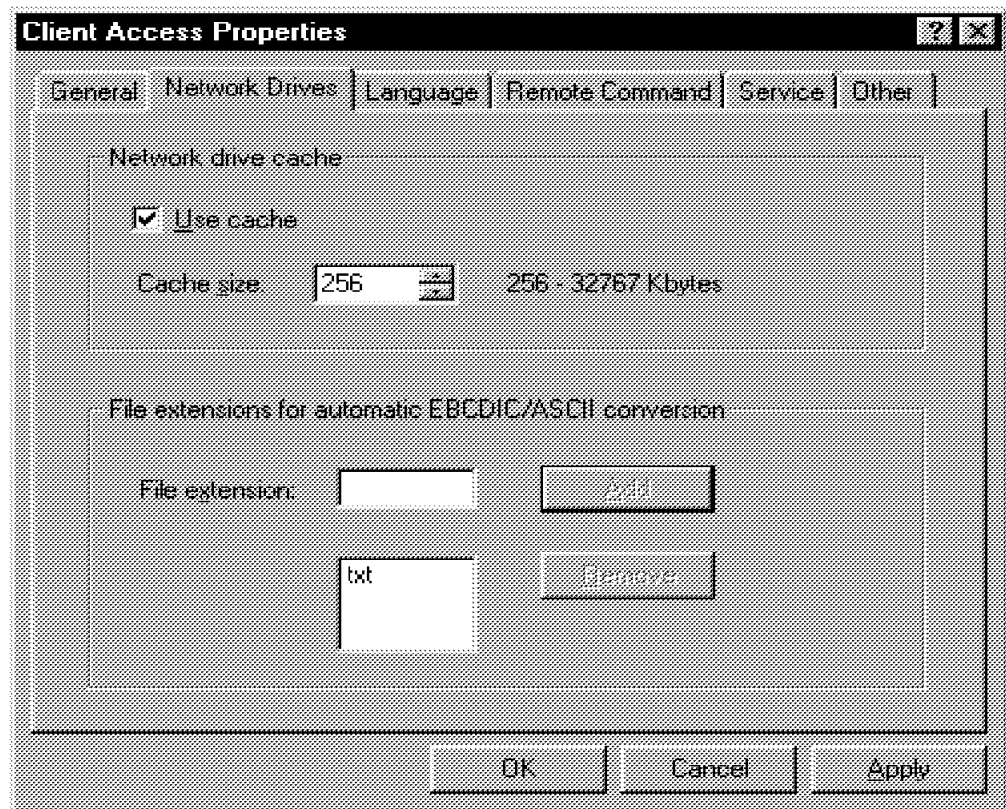 Client Access Properties
General Network Drives Language Remote Command Service Other
Network drive cache
Use cache
Cache size: 256 256 - 32767 Kbytes
File extensions for automatic EBCDIC/ASCII conversion
File extension: Add
txt Remove
OK Cancel Apply